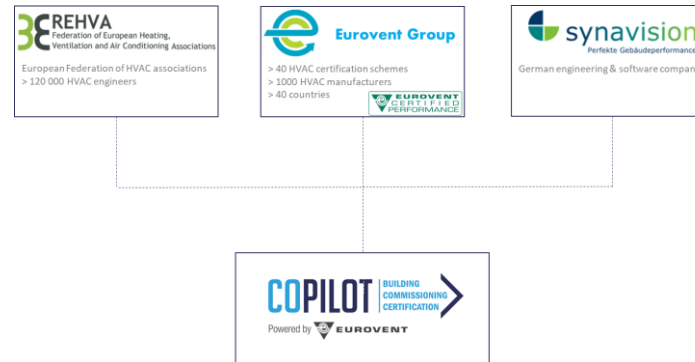 REHVA
Federation of European Heating,
Ventilation and Air Conditioning Associations
European Federation of HVAC associations
> 120 000 HVAC engineers
Eurovent Group
> 40 HVAC certification schemes
> 1000 HVAC manufacturers
> 40 countries
EUROVENT
CERTIFIED
PERFORMANCE
synavision
Perfekte Gebäudeperformance
German engineering & software compan
COPILOT
BUILDING
COMMISSIONING
CERTIFICATION
Powered by EUROVENT